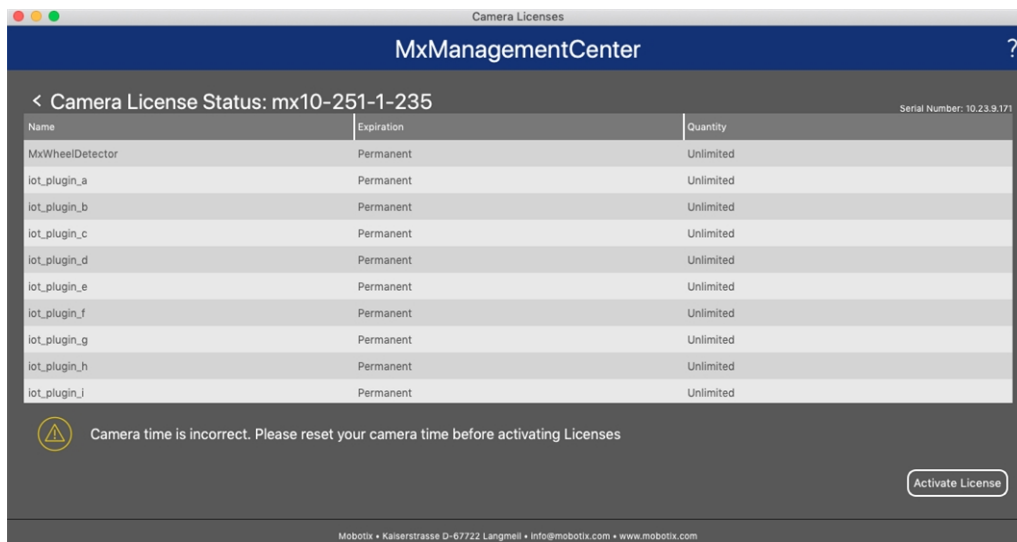 Camera Licenses
MxManagementCenter
?
< Camera License Status: mx10-251-1-235
Serial Number: 10.23.9.171
Name Expiration Quantity
MxWheelDetector Permanent Unlimited
iot_plugin_a Permanent Unlimited
iot_plugin_b Permanent Unlimited
iot_plugin_c Permanent Unlimited
iot_plugin_d Permanent Unlimited
iot_plugin_e Permanent Unlimited
iot_plugin_f Permanent Unlimited
iot_plugin_g Permanent Unlimited
iot_plugin_h Permanent Unlimited
iot_plugin_i Permanent Unlimited
Camera time is incorrect. Please reset your camera time before activating Licenses
Activate License
Mobotix • Kaiserstrasse D-67722 Langmeil • info@mobotix.com • www.mobotix.com